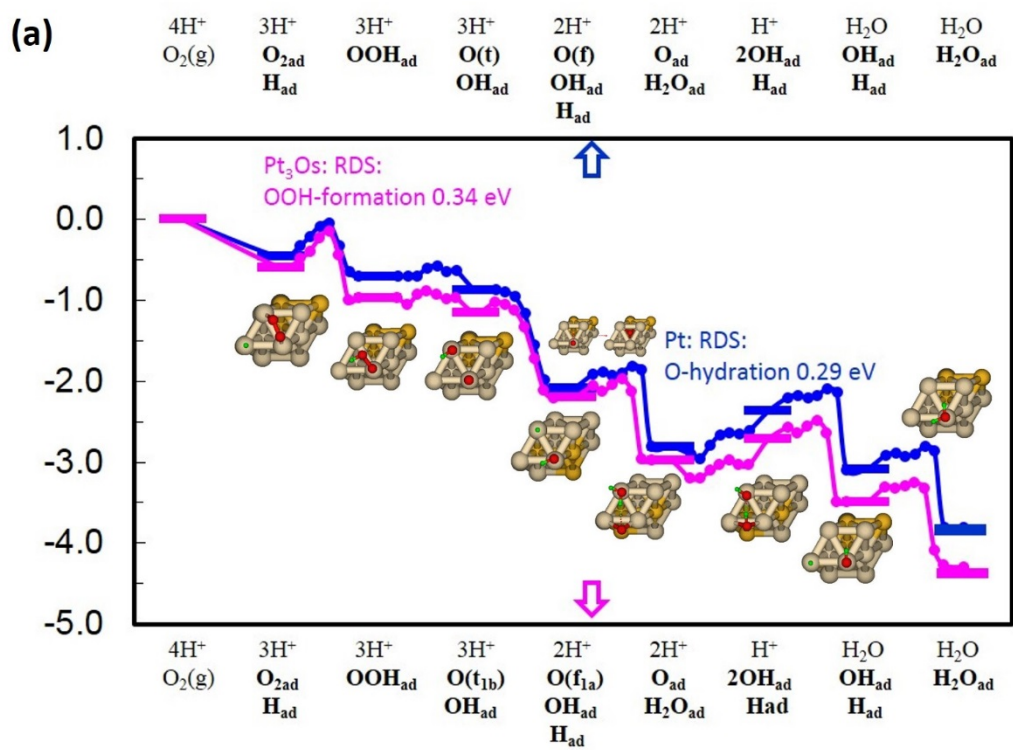 (a)
4H⁺ 3H⁺ 3H⁺ 3H⁺ 2H⁺ 2H⁺ H⁺ H₂O H₂O
O₂(g) O₂ad OOHad O(t) O(f) Oad 2OHad OHad H₂Oad
Had OHad OHad H₂Oad Had Had
Had
1.0
Pt₃Os: RDS:
OOH-formation 0.34 eV
0.0
-1.0
Pt: RDS:
O-hydration 0.29 eV
-2.0
-3.0
-4.0
-5.0
4H⁺ 3H⁺ 3H⁺ 3H⁺ 2H⁺ 2H⁺ H⁺ H₂O H₂O
O₂(g) O₂ad OOHad O(t1b) O(f1a) Oad 2OHad OHad H₂Oad
Had OHad OHad H₂Oad Had Had
Had